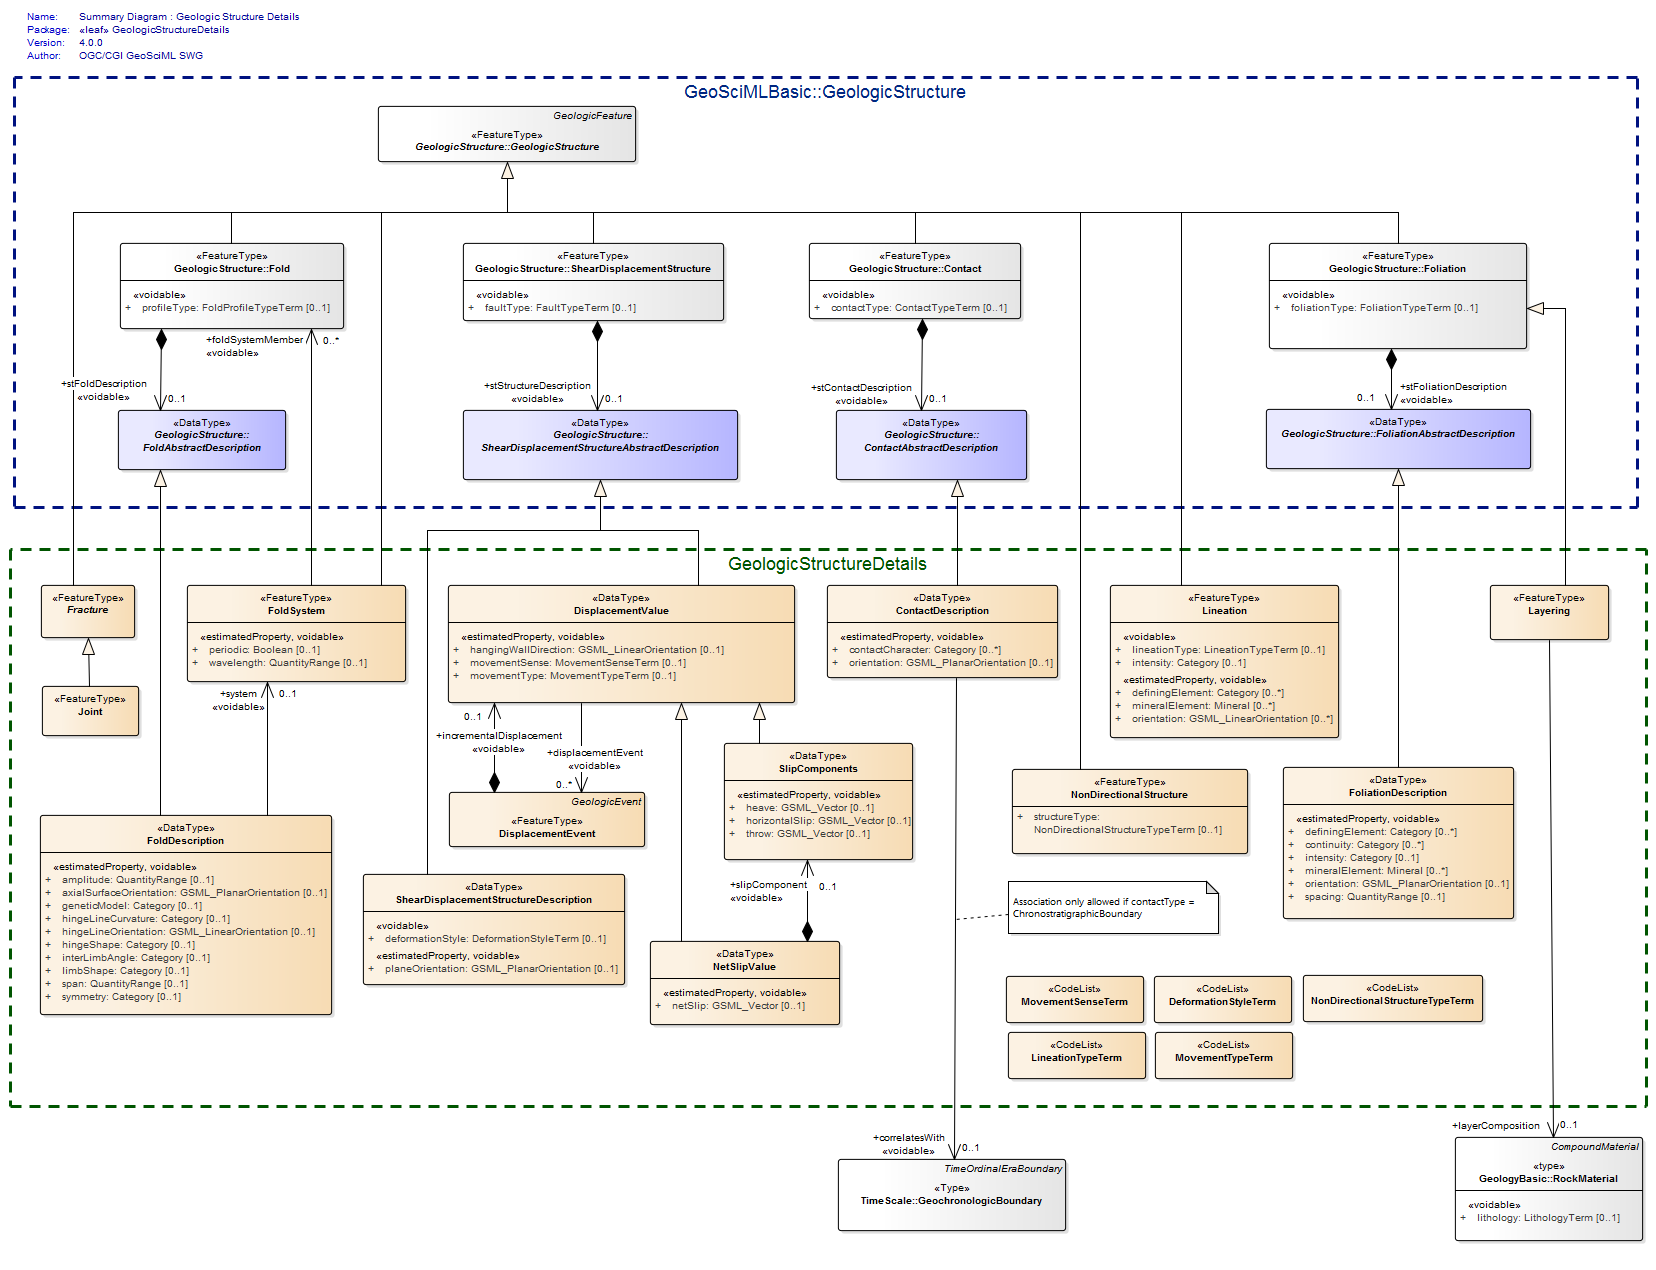 Name: Summary Diagram : Geologic Structure Details
Package: «leaf» GeologicStructureDetails
Version: 4.0.0
Author: OGC/CGI GeoSciML SWG
GeoSciMLBasic::GeologicStructure
GeologicFeature
«FeatureType»
GeologicStructure::GeologicStructure
«FeatureType»
GeologicStructure::Fold
«voidable»
+ profileType: FoldProfileTypeTerm [0..1]
«FeatureType»
GeologicStructure::ShearDisplacementStructure
«voidable»
+ faultType: FaultTypeTerm [0..1]
«FeatureType»
GeologicStructure::Contact
«voidable»
+ contactType: ContactTypeTerm [0..1]
«FeatureType»
GeologicStructure::Foliation
«voidable»
+ foliationType: FoliationTypeTerm [0..1]
+foldSystemMember 0..*
«voidable»
+stFoldDescription
«voidable» 0..1
+stStructureDescription
«voidable» 0..1
+stContactDescription
«voidable» 0..1
+stFoliationDescription
0..1 «voidable»
«DataType»
GeologicStructure::
FoldAbstractDescription
«DataType»
GeologicStructure::
ShearDisplacementStructureAbstractDescription
«DataType»
GeologicStructure::
ContactAbstractDescription
«DataType»
GeologicStructure::FoliationAbstractDescription
GeologicStructureDetails
«FeatureType»
Fracture
«FeatureType»
Joint
«FeatureType»
FoldSystem
«estimatedProperty, voidable»
+ periodic: Boolean [0..1]
+ wavelength: QuantityRange [0..1]
+system 0..1
«voidable»
«DataType»
DisplacementValue
«estimatedProperty, voidable»
+ hangingWallDirection: GSML_LinearOrientation [0..1]
+ movementSense: MovementSenseTerm [0..1]
+ movementType: MovementTypeTerm [0..1]
«DataType»
ContactDescription
«estimatedProperty, voidable»
+ contactCharacter: Category [0..*]
+ orientation: GSML_PlanarOrientation [0..1]
«FeatureType»
Lineation
«voidable»
+ lineationType: LineationTypeTerm [0..1]
+ intensity: Category [0..1]
«estimatedProperty, voidable»
+ definingElement: Category [0..*]
+ mineralElement: Mineral [0..*]
+ orientation: GSML_LinearOrientation [0..*]
«FeatureType»
Layering
0..1
+incrementalDisplacement
«voidable»
+displacementEvent
«voidable»
0..*
GeologicEvent
«FeatureType»
DisplacementEvent
«DataType»
SlipComponents
«estimatedProperty, voidable»
+ heave: GSML_Vector [0..1]
+ horizontalSlip: GSML_Vector [0..1]
+ throw: GSML_Vector [0..1]
«FeatureType»
NonDirectionalStructure
+ structureType:
NonDirectionalStructureTypeTerm [0..1]
«DataType»
FoliationDescription
«estimatedProperty, voidable»
+ definingElement: Category [0..*]
+ continuity: Category [0..*]
+ intensity: Category [0..1]
+ mineralElement: Mineral [0..*]
+ orientation: GSML_PlanarOrientation [0..1]
+ spacing: QuantityRange [0..1]
«DataType»
FoldDescription
«estimatedProperty, voidable»
+ amplitude: QuantityRange [0..1]
+ axialSurfaceOrientation: GSML_PlanarOrientation [0..1]
+ geneticModel: Category [0..1]
+ hingeLineCurvature: Category [0..1]
+ hingeLineOrientation: GSML_LinearOrientation [0..1]
+ hingeShape: Category [0..1]
+ interLimbAngle: Category [0..1]
+ limbShape: Category [0..1]
+ span: QuantityRange [0..1]
+ symmetry: Category [0..1]
«DataType»
ShearDisplacementStructureDescription
«voidable»
+ deformationStyle: DeformationStyleTerm [0..1]
«estimatedProperty, voidable»
+ planeOrientation: GSML_PlanarOrientation [0..1]
+slipComponent 0..1
«voidable»
«DataType»
NetSlipValue
«estimatedProperty, voidable»
+ netSlip: GSML_Vector [0..1]
Association only allowed if contactType =
ChronostratigraphicBoundary
«CodeList»
MovementSenseTerm
«CodeList»
DeformationStyleTerm
«CodeList»
NonDirectionalStructureTypeTerm
«CodeList»
LineationTypeTerm
«CodeList»
MovementTypeTerm
+correlatesWith
«voidable» 0..1
TimeOrdinalEraBoundary
«Type»
TimeScale::GeochronologicBoundary
+layerComposition 0..1
CompoundMaterial
«type»
GeologyBasic::RockMaterial
«voidable»
+ lithology: LithologyTerm [0..1]